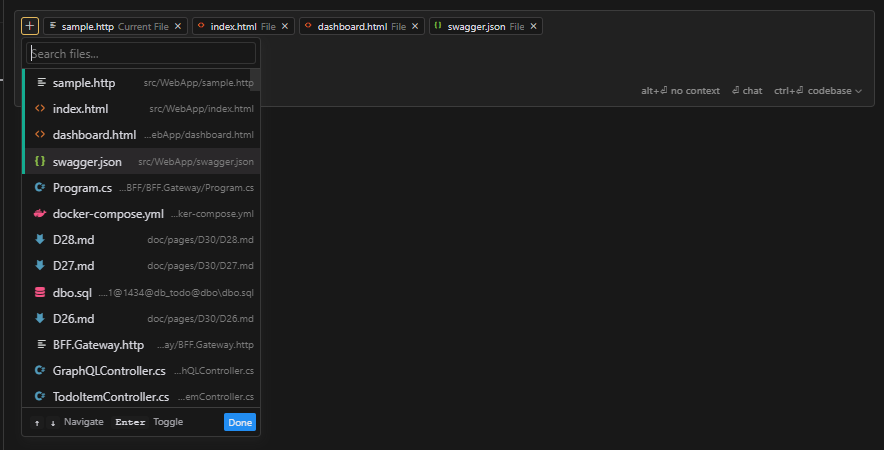 + sample.http Current File × index.html File × dashboard.html File × swagger.json File ×
Search files...
sample.http src/WebApp/sample.http
index.html src/WebApp/index.html
dashboard.html ...ebApp/dashboard.html
swagger.json src/WebApp/swagger.json
Program.cs ...BFF/BFF.Gateway/Program.cs
docker-compose.yml ...ker-compose.yml
D28.md doc/pages/D30/D28.md
D27.md doc/pages/D30/D27.md
dbo.sql ....1@1434@db_todo@dbo\dbo.sql
D26.md doc/pages/D30/D26.md
BFF.Gateway.http ...ay/BFF.Gateway.http
GraphQLController.cs ...hQLController.cs
TodoItemController.cs ...emController.cs
↑ ↓ Navigate Enter Toggle Done
alt+⏎ no context ⏎ chat ctrl+⏎ codebase